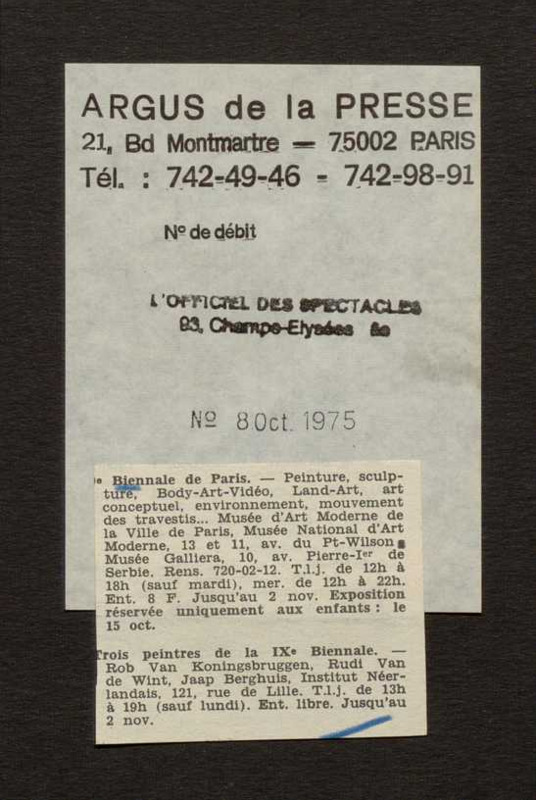 ARGUS de la PRESSE
21, Bd Montmartre — 75002 PARIS
Tél. : 742-49-46 - 742-98-91
Nº de débit
L'OFFICIEL DES SPECTACLES
93, Champs-Elysées 8e
Nº 8 Oct. 1975
e Biennale de Paris. — Peinture, sculp-
ture, Body-Art-Vidéo, Land-Art, art
conceptuel, environnement, mouvement
des travestis... Musée d'Art Moderne de
la Ville de Paris, Musée National d'Art
Moderne, 13 et 11, av. du Pt-Wilson
Musée Galliera, 10, av. Pierre-Ier de
Serbie. Rens. 720-02-12. T.l.j. de 12h à
18h (sauf mardi), mer. de 12h à 22h.
Ent. 8 F. Jusqu'au 2 nov. Exposition
réservée uniquement aux enfants : le
15 oct.
Trois peintres de la IXe Biennale. —
Rob Van Koningsbruggen, Rudi Van
de Wint, Jaap Berghuis, Institut Néer-
landais, 121, rue de Lille. T.l.j. de 13h
à 19h (sauf lundi). Ent. libre. Jusqu'au
2 nov.